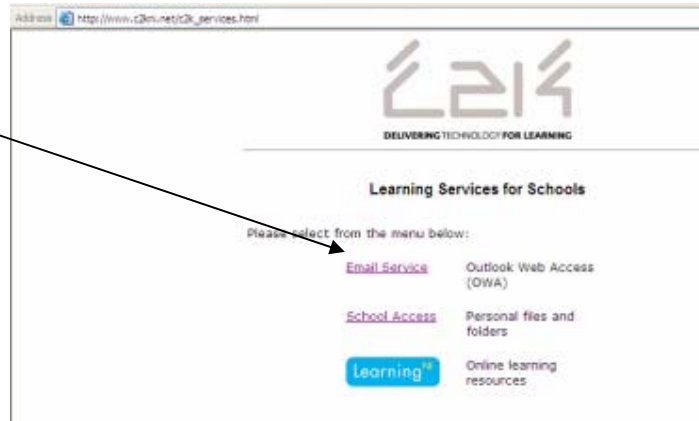 Address http://www.c2kni.net/c2k_services.html
C2K
DELIVERING TECHNOLOGY FOR LEARNING
Learning Services for Schools
Please select from the menu below:
Email Service Outlook Web Access
(OWA)
School Access Personal files and
folders
Learning NI Online learning
resources